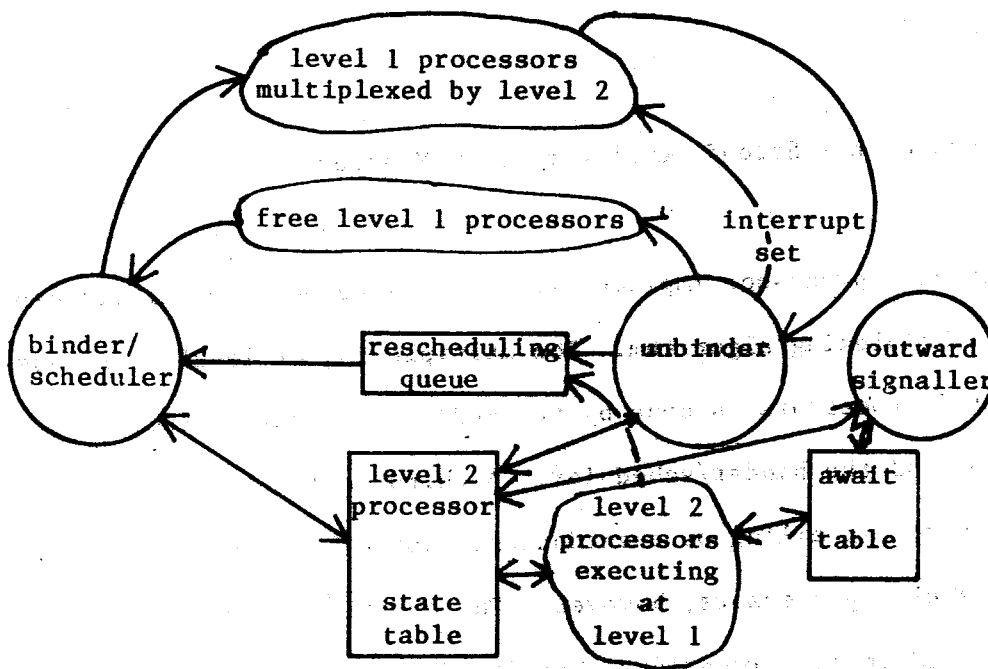 level 1 processors
multiplexed by level 2
free level 1 processors
interrupt
set
binder/
scheduler
rescheduling
queue
unbinder
outward
signaller
level 2
processor
state
table
level 2
processors
executing
at
level 1
await
table